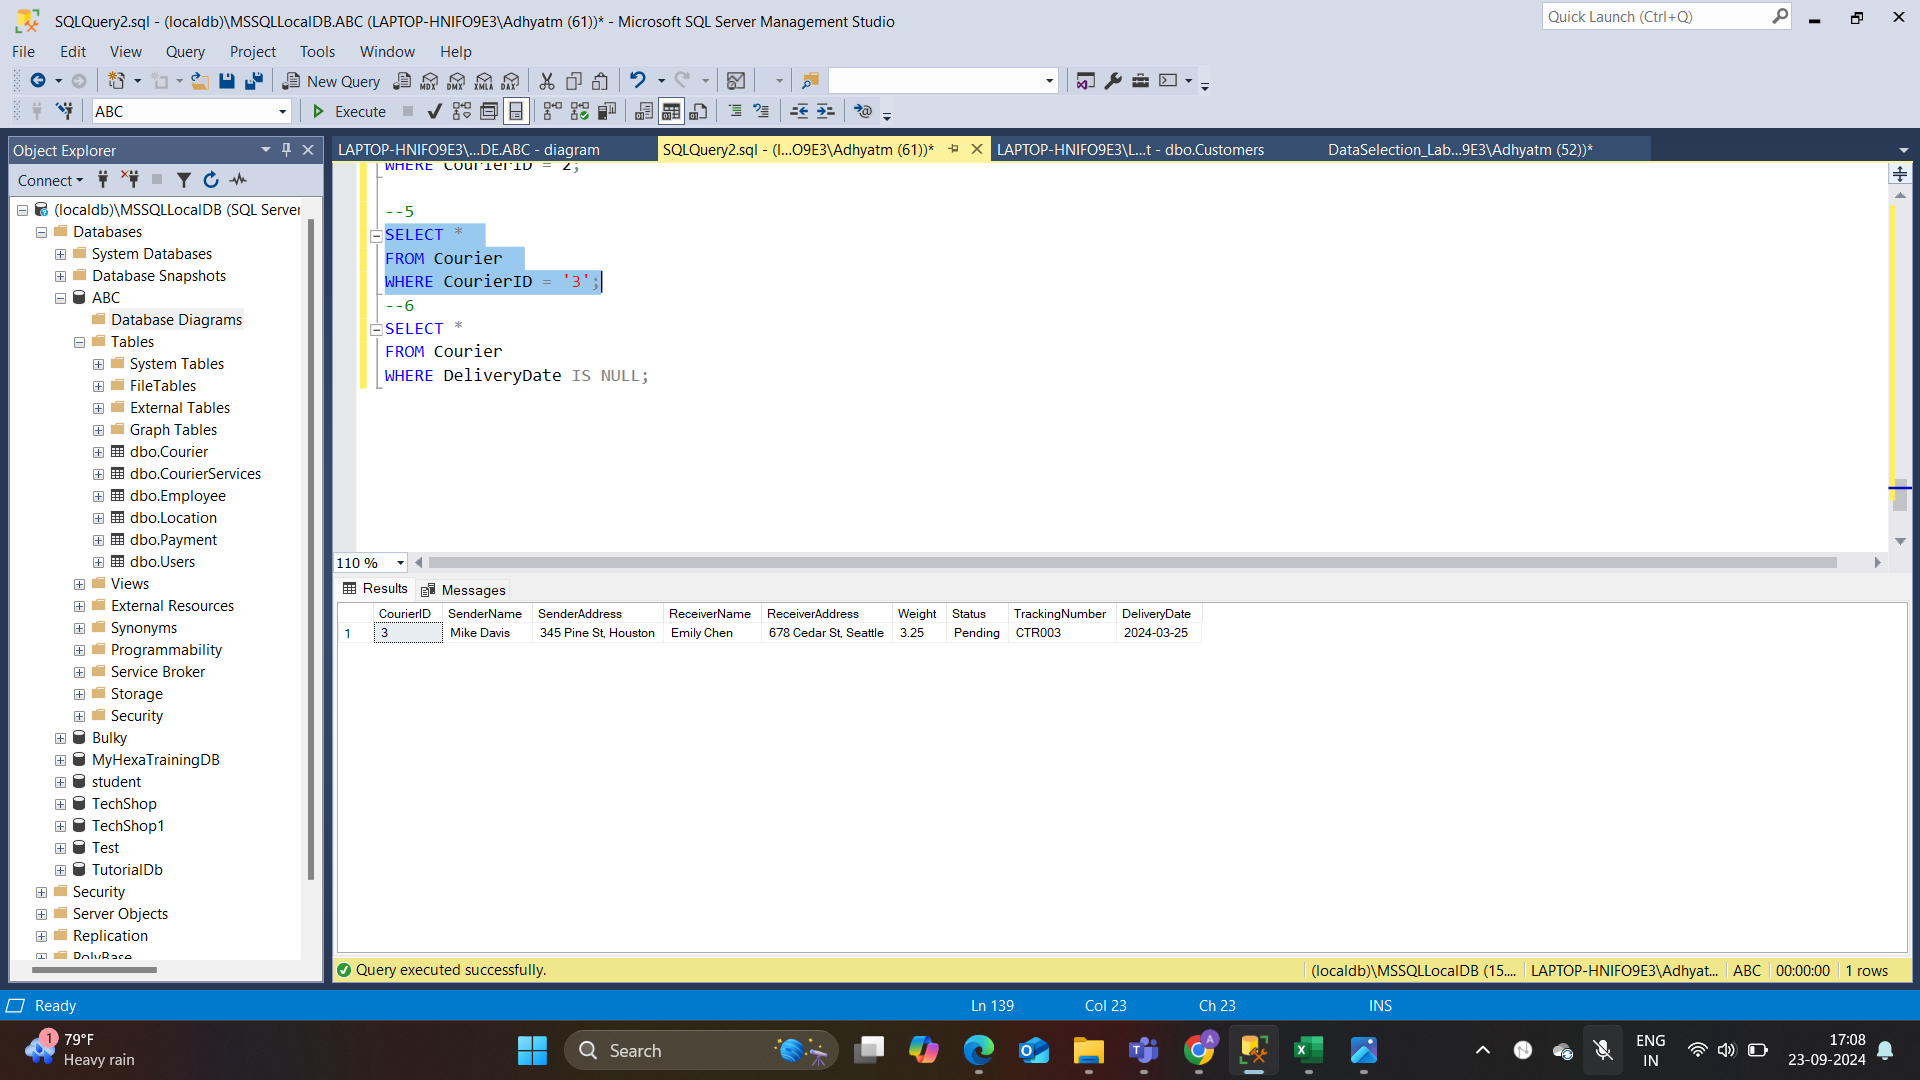 SQLQuery2.sql - (localdb)\MSSQLLocalDB.ABC (LAPTOP-HNIFO9E3\Adhyatm (61))* - Microsoft SQL Server Management Studio
Quick Launch (Ctrl+Q)
File Edit View Query Project Tools Window Help
New Query MDX DMX XMLA DAX
ABC Execute
Object Explorer
LAPTOP-HNIFO9E3\...DE.ABC - diagram
SQLQuery2.sql - (l...O9E3\Adhyatm (61))*
LAPTOP-HNIFO9E3\L...t - dbo.Customers
DataSelection_Lab...9E3\Adhyatm (52))*
Connect
(localdb)\MSSQLLocalDB (SQL Server
Databases
System Databases
Database Snapshots
ABC
Database Diagrams
Tables
System Tables
FileTables
External Tables
Graph Tables
dbo.Courier
dbo.CourierServices
dbo.Employee
dbo.Location
dbo.Payment
dbo.Users
Views
External Resources
Synonyms
Programmability
Service Broker
Storage
Security
Bulky
MyHexaTrainingDB
student
TechShop
TechShop1
Test
TutorialDb
Security
Server Objects
Replication
PolyBase
WHERE CourierID = 2;
--5
SELECT *
FROM Courier
WHERE CourierID = '3';
--6
SELECT *
FROM Courier
WHERE DeliveryDate IS NULL;
110 %
Results Messages
CourierID SenderName SenderAddress ReceiverName ReceiverAddress Weight Status TrackingNumber DeliveryDate
1 3 Mike Davis 345 Pine St, Houston Emily Chen 678 Cedar St, Seattle 3.25 Pending CTR003 2024-03-25
Query executed successfully.
(localdb)\MSSQLLocalDB (15.... LAPTOP-HNIFO9E3\Adhyat... ABC 00:00:00 1 rows
Ready Ln 139 Col 23 Ch 23 INS
1
79°F
Heavy rain
Search
A
ENG
IN
17:08
23-09-2024